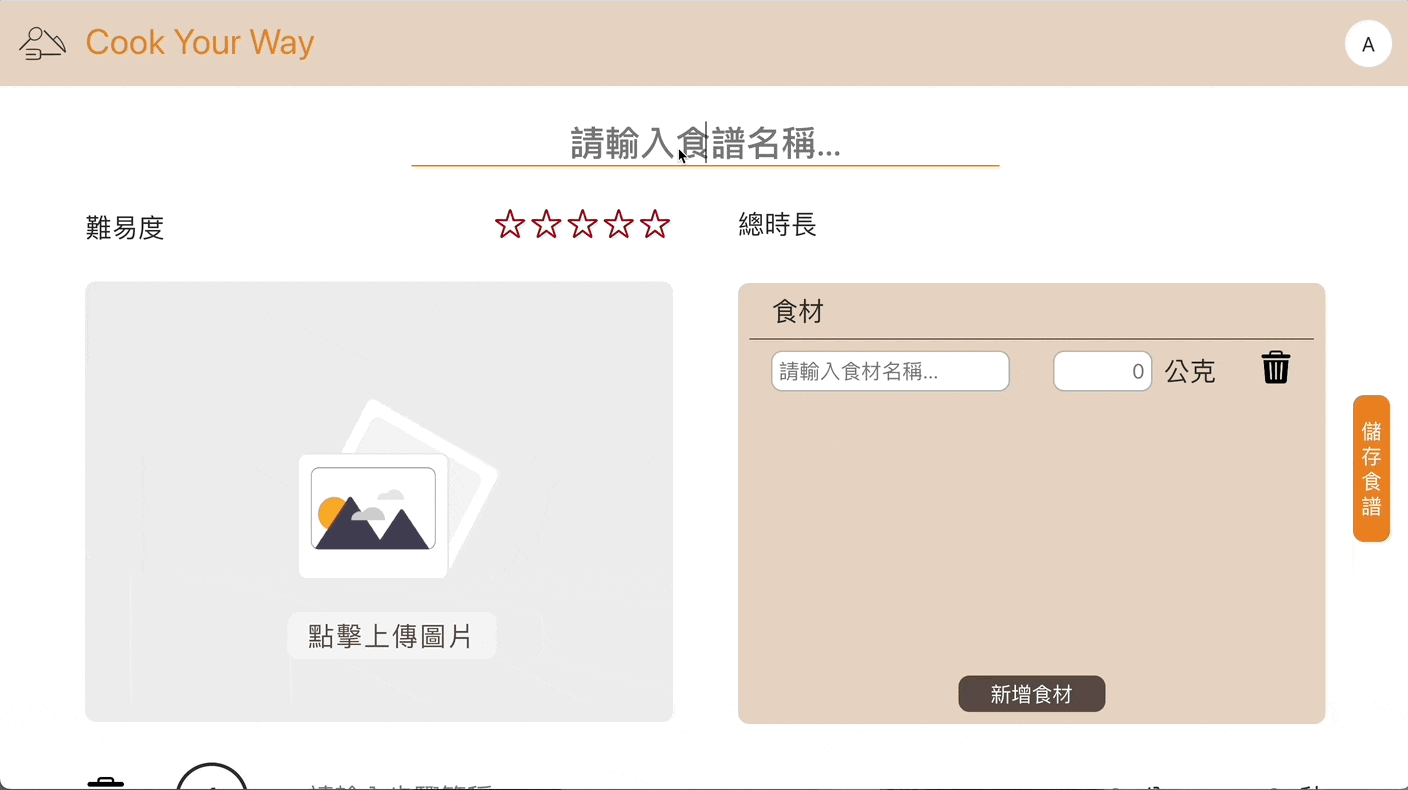 Cook Your Way
A
請輸入食譜名稱...
難易度
總時長
食材
請輸入食材名稱...
0 公克
儲存食譜
點擊上傳圖片
新增食材